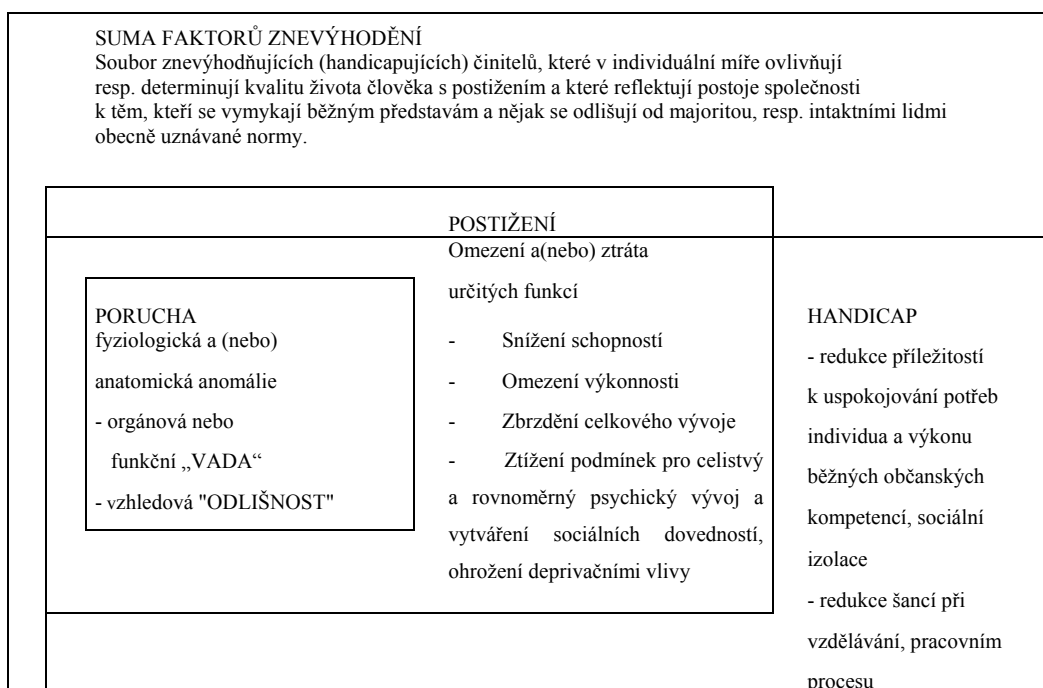 SUMA FAKTORŮ ZNEVÝHODNĚNÍ
Soubor znevýhodňujících (handicapujících) činitelů, které v individuální míře ovlivňují
resp. determinují kvalitu života člověka s postižením a které reflektují postoje společnosti
k těm, kteří se vymykají běžným představám a nějak se odlišují od majoritou, resp. intaktními lidmi
obecně uznávané normy.
PORUCHA
fyziologická a (nebo)
anatomická anomálie
- orgánová nebo
funkční „VADA“
- vzhledová "ODLIŠNOST"
POSTIŽENÍ
Omezení a(nebo) ztráta
určitých funkcí
- Snížení schopností
- Omezení výkonnosti
- Zbrzdění celkového vývoje
- Ztížení podmínek pro celistvý
a rovnoměrný psychický vývoj a
vytváření sociálních dovedností,
ohrožení deprivačními vlivy
HANDICAP
- redukce příležitostí
k uspokojování potřeb
individua a výkonu
běžných občanských
kompetencí, sociální
izolace
- redukce šancí při
vzdělávání, pracovním
procesu